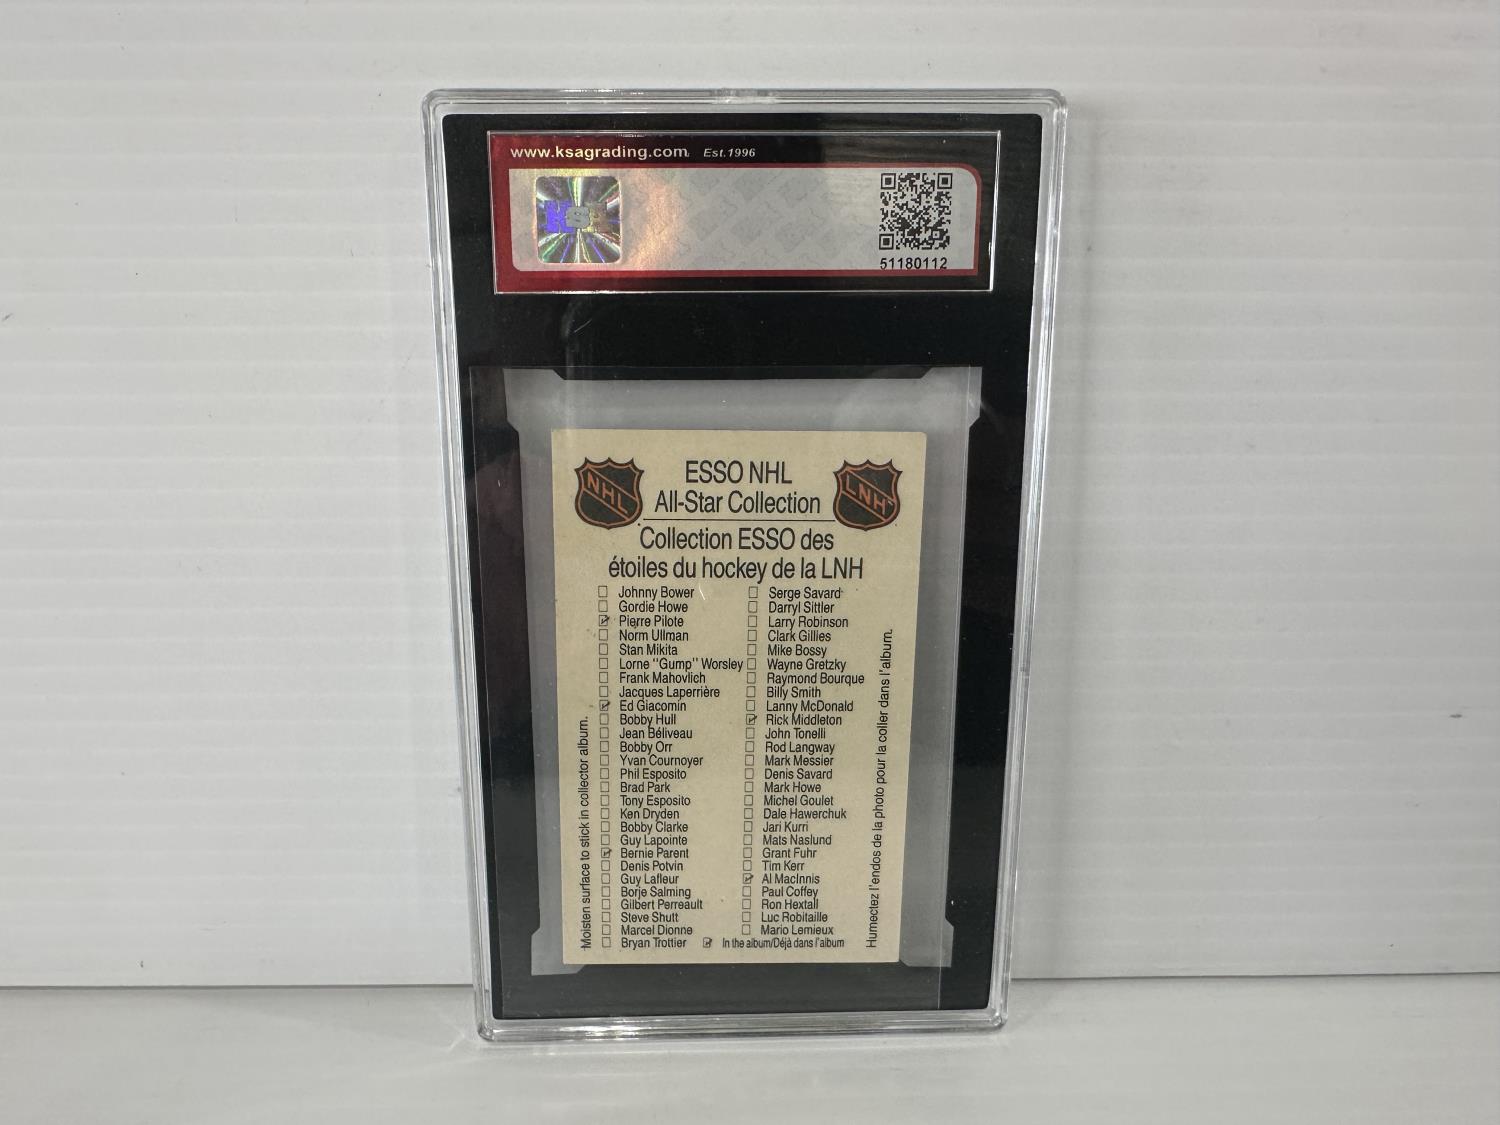 www.ksagrading.com Est.1996
KSA
51180112
NHL
ESSO NHL
All-Star Collection
LNH
Collection ESSO des
étoiles du hockey de la LNH
☐ Johnny Bower
☐ Gordie Howe
☑ Pierre Pilote
☐ Norm Ullman
☐ Stan Mikita
☐ Lorne "Gump" Worsley
☐ Frank Mahovlich
☐ Jacques Laperrière
☑ Ed Giacomin
☐ Bobby Hull
☐ Jean Béliveau
☐ Bobby Orr
☐ Yvan Cournoyer
☐ Phil Esposito
☐ Brad Park
☐ Tony Esposito
☐ Ken Dryden
☐ Bobby Clarke
☐ Guy Lapointe
☑ Bernie Parent
☐ Denis Potvin
☐ Guy Lafleur
☐ Borje Salming
☐ Gilbert Perreault
☐ Steve Shutt
☐ Marcel Dionne
☐ Bryan Trottier
☐ Serge Savard
☐ Darryl Sittler
☐ Larry Robinson
☐ Clark Gillies
☐ Mike Bossy
☐ Wayne Gretzky
☐ Raymond Bourque
☐ Billy Smith
☐ Lanny McDonald
☑ Rick Middleton
☐ John Tonelli
☐ Rod Langway
☐ Mark Messier
☐ Denis Savard
☐ Mark Howe
☐ Michel Goulet
☐ Dale Hawerchuk
☐ Jari Kurri
☐ Mats Naslund
☐ Grant Fuhr
☐ Tim Kerr
☑ Al MacInnis
☐ Paul Coffey
☐ Ron Hextall
☐ Luc Robitaille
☐ Mario Lemieux
☑ In the album/Déjà dans l'album
Moisten surface to stick in collector album.
Humectez l'endos de la photo pour la coller dans l'album.